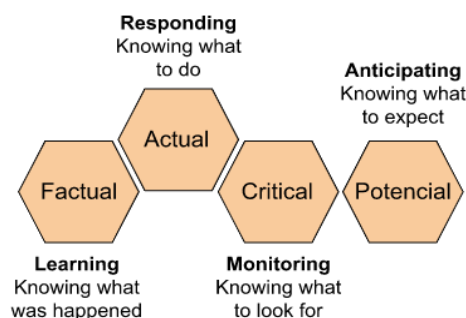 Responding
Knowing what
to do
Anticipating
Knowing what
to expect
Actual
Factual
Critical
Potencial
Learning
Knowing what
was happened
Monitoring
Knowing what
to look for